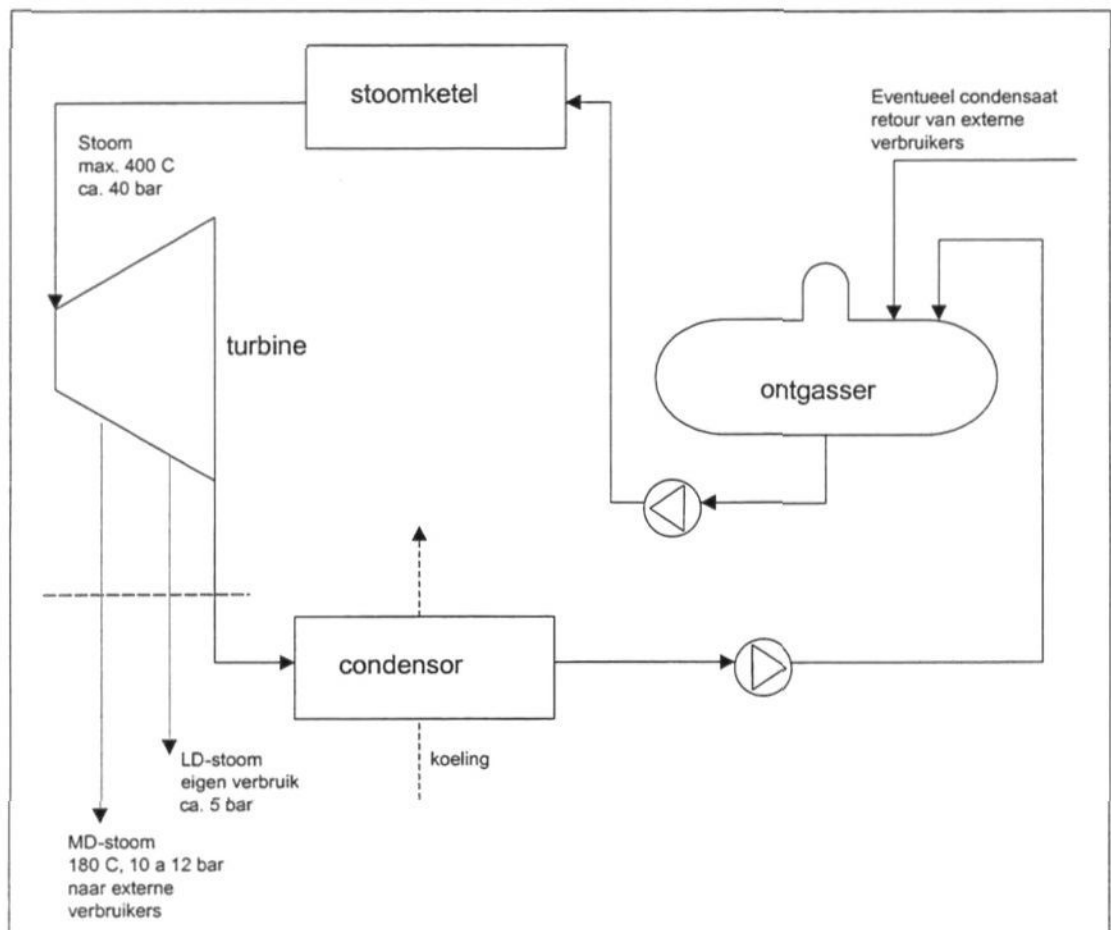 stoomketel
Eventueel condensaat
retour van externe
verbruikers
Stoom
max. 400 C
ca. 40 bar
turbine
ontgasser
condensor
koeling
LD-stoom
eigen verbruik
ca. 5 bar
MD-stoom
180 C, 10 a 12 bar
naar externe
verbruikers